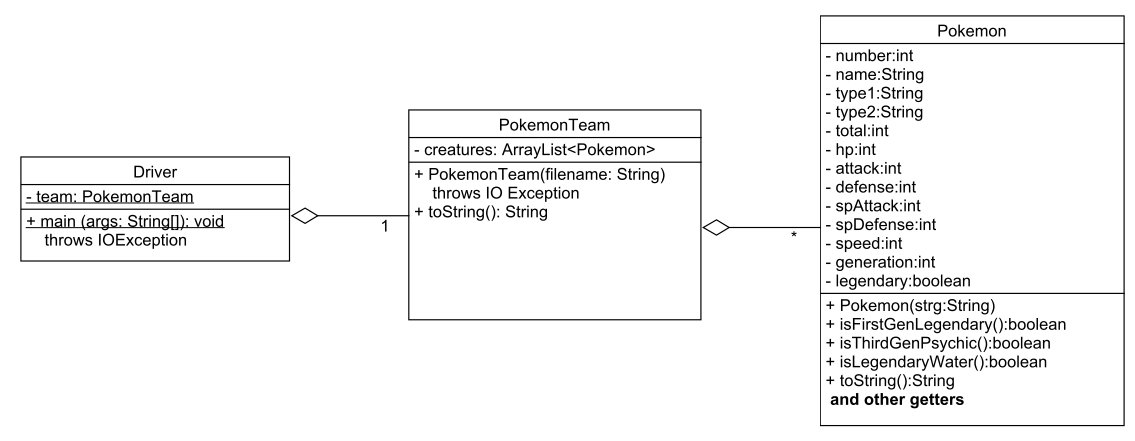 Driver
- team: PokemonTeam
+ main (args: String[]): void
throws IOException
1
PokemonTeam
- creatures: ArrayList<Pokemon>
+ PokemonTeam(filename: String)
throws IO Exception
+ toString(): String
*
Pokemon
- number:int
- name:String
- type1:String
- type2:String
- total:int
- hp:int
- attack:int
- defense:int
- spAttack:int
- spDefense:int
- speed:int
- generation:int
- legendary:boolean
+ Pokemon(strg:String)
+ isFirstGenLegendary():boolean
+ isThirdGenPsychic():boolean
+ isLegendaryWater():boolean
+ toString():String
and other getters